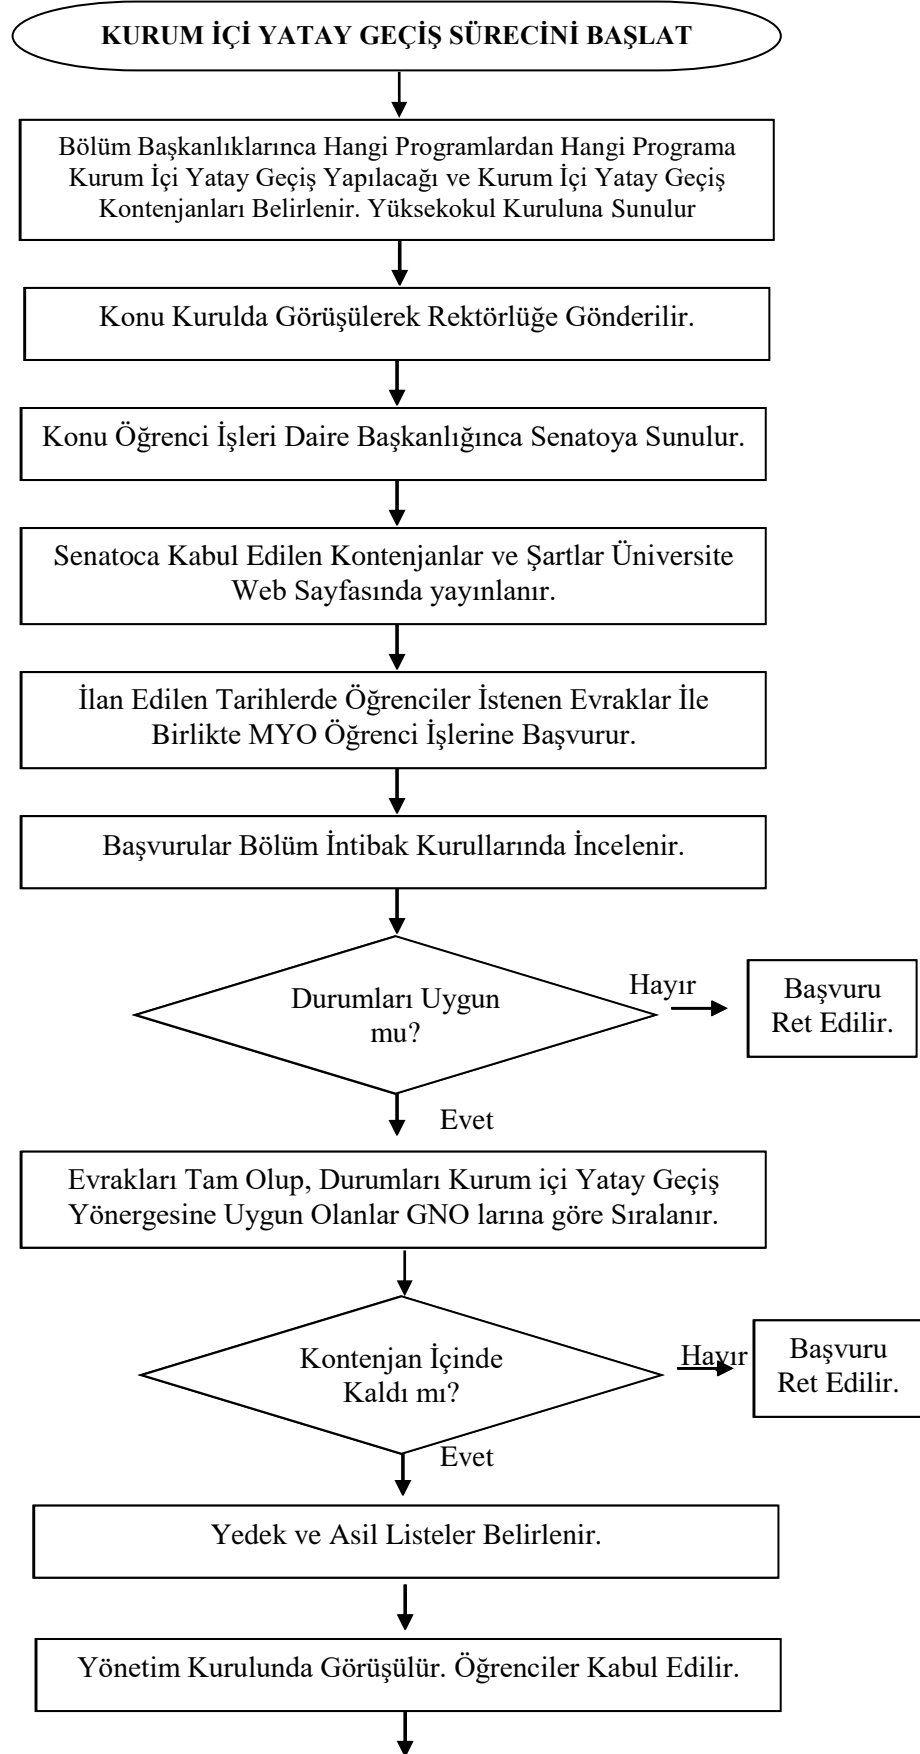 KURUM İÇİ YATAY GEÇİŞ SÜRECİNİ BAŞLAT
Bölüm Başkanlıklarınca Hangi Programlardan Hangi Programa
Kurum İçi Yatay Geçiş Yapılacağı ve Kurum İçi Yatay Geçiş
Kontenjanları Belirlenir. Yüksekokul Kuruluna Sunulur
Konu Kurulda Görüşülerek Rektörlüğe Gönderilir.
Konu Öğrenci İşleri Daire Başkanlığınca Senatoya Sunulur.
Senatoca Kabul Edilen Kontenjanlar ve Şartlar Üniversite
Web Sayfasında yayınlanır.
İlan Edilen Tarihlerde Öğrenciler İstenen Evraklar İle
Birlikte MYO Öğrenci İşlerine Başvurur.
Başvurular Bölüm İntibak Kurullarında İncelenir.
Durumları Uygun
mu?
Hayır
Başvuru
Ret Edilir.
Evet
Evrakları Tam Olup, Durumları Kurum içi Yatay Geçiş
Yönergesine Uygun Olanlar GNO larına göre Sıralanır.
Kontenjan İçinde
Kaldı mı?
Hayır
Başvuru
Ret Edilir.
Evet
Yedek ve Asil Listeler Belirlenir.
Yönetim Kurulunda Görüşülür. Öğrenciler Kabul Edilir.